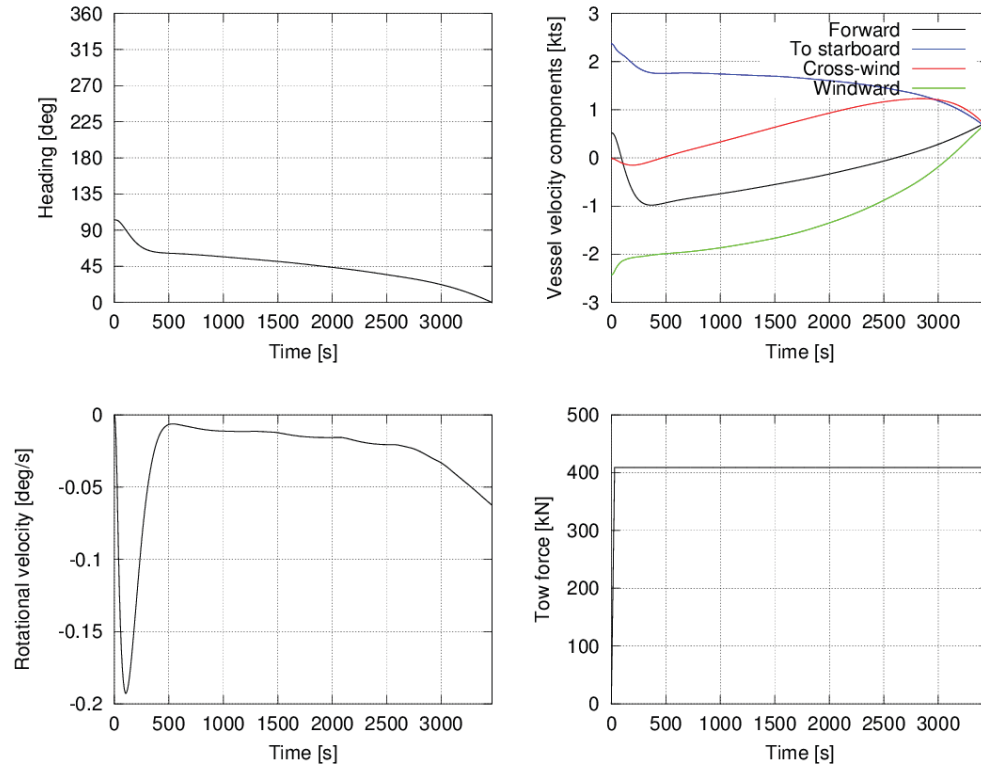 360
315
270
225
180
135
90
45
0
Heading [deg]
0 500 1000 1500 2000 2500 3000
Time [s]
3
2
1
0
-1
-2
-3
Vessel velocity components [kts]
Forward
To starboard
Cross-wind
Windward
0 500 1000 1500 2000 2500 3000
Time [s]
0
-0.05
-0.1
-0.15
-0.2
Rotational velocity [deg/s]
0 500 1000 1500 2000 2500 3000
Time [s]
500
400
300
200
100
0
Tow force [kN]
0 500 1000 1500 2000 2500 3000
Time [s]